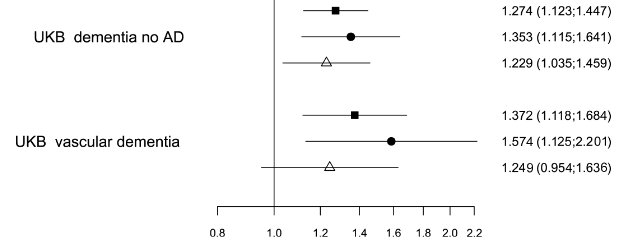 1.274 (1.123;1.447)
UKB dementia no AD 1.353 (1.115;1.641)
1.229 (1.035;1.459)
1.372 (1.118;1.684)
UKB vascular dementia 1.574 (1.125;2.201)
1.249 (0.954;1.636)
0.8 1.0 1.2 1.4 1.6 1.8 2.0 2.2